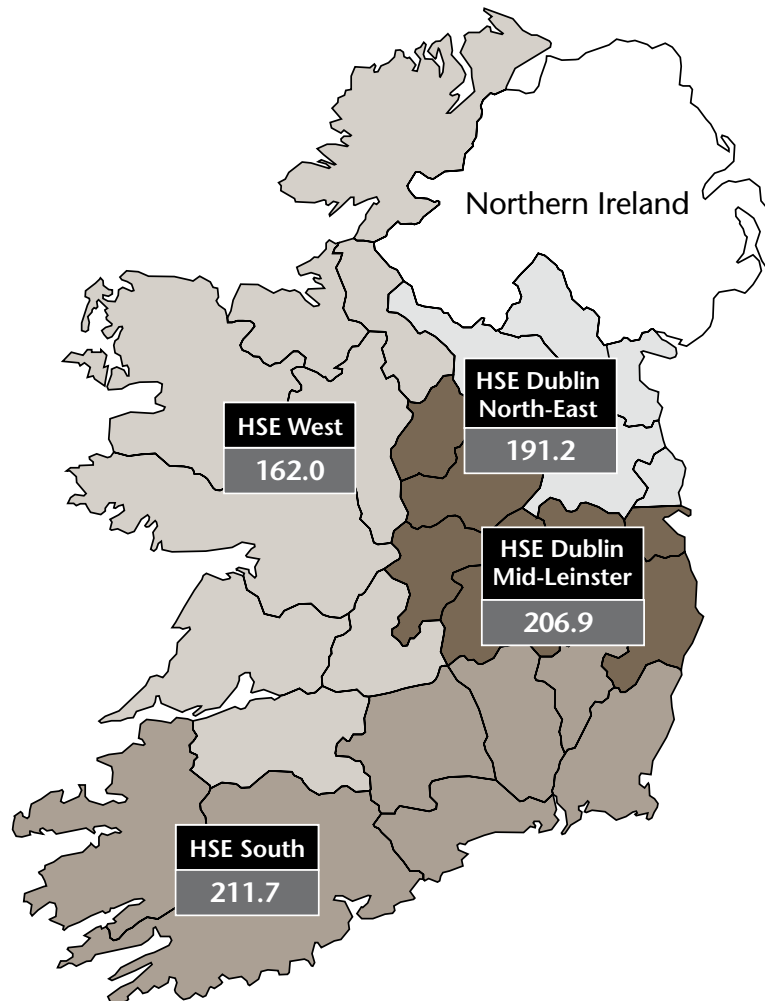 Northern Ireland
HSE Dublin
North-East
191.2
HSE West
162.0
HSE Dublin
Mid-Leinster
206.9
HSE South
211.7